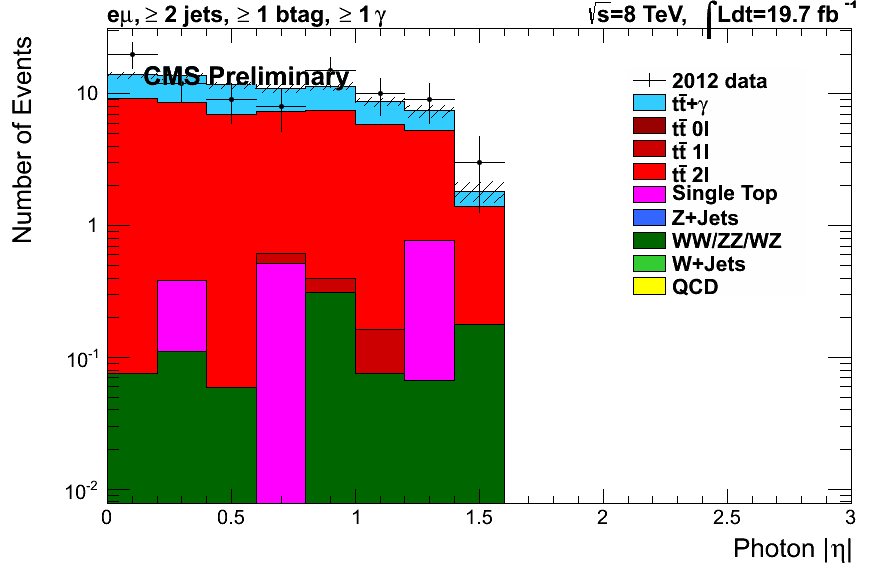 eμ, ≥ 2 jets, ≥ 1 btag, ≥ 1 γ
√s=8 TeV, ∫Ldt=19.7 fb⁻¹
CMS Preliminary
2012 data
tt̄+γ
tt̄ 0l
tt̄ 1l
tt̄ 2l
Single Top
Z+Jets
WW/ZZ/WZ
W+Jets
QCD
Number of Events
10
1
10⁻¹
10⁻²
0 0.5 1 1.5 2 2.5 3
Photon |η|